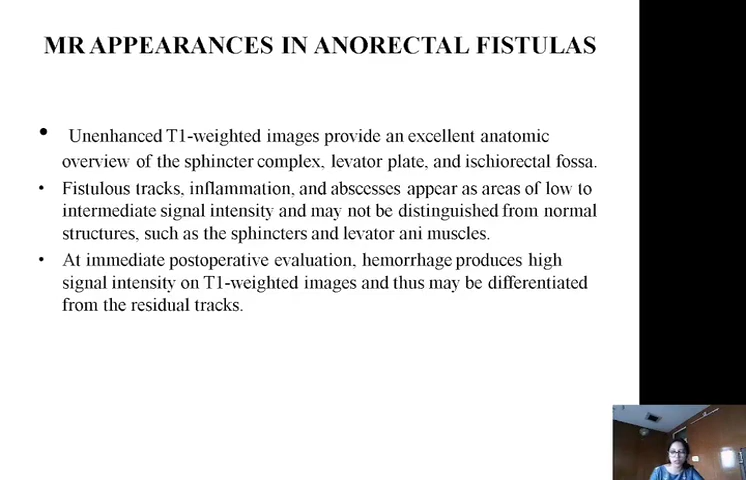 MR APPEARANCES IN ANORECTAL FISTULAS
• Unenhanced T1-weighted images provide an excellent anatomic
overview of the sphincter complex, levator plate, and ischiorectal fossa.
• Fistulous tracks, inflammation, and abscesses appear as areas of low to
intermediate signal intensity and may not be distinguished from normal
structures, such as the sphincters and levator ani muscles.
• At immediate postoperative evaluation, hemorrhage produces high
signal intensity on T1-weighted images and thus may be differentiated
from the residual tracks.